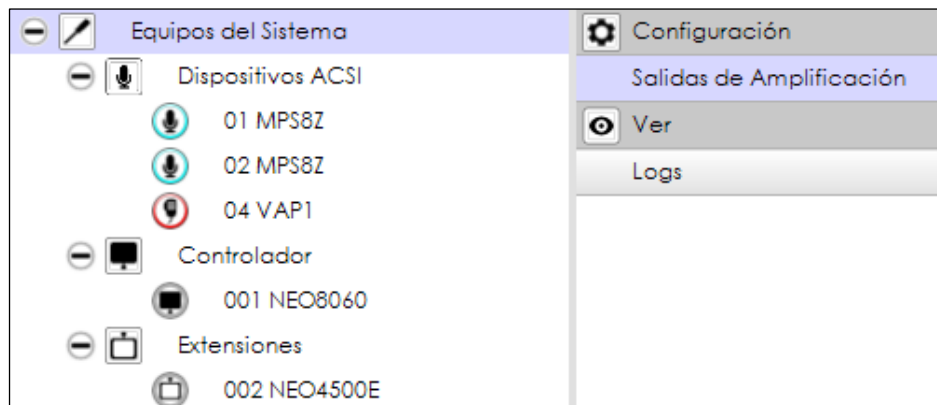 Equipos del Sistema
Dispositivos ACSI
01 MPS8Z
02 MPS8Z
04 VAP1
Controlador
001 NEO8060
Extensiones
002 NEO4500E
Configuración
Salidas de Amplificación
Ver
Logs